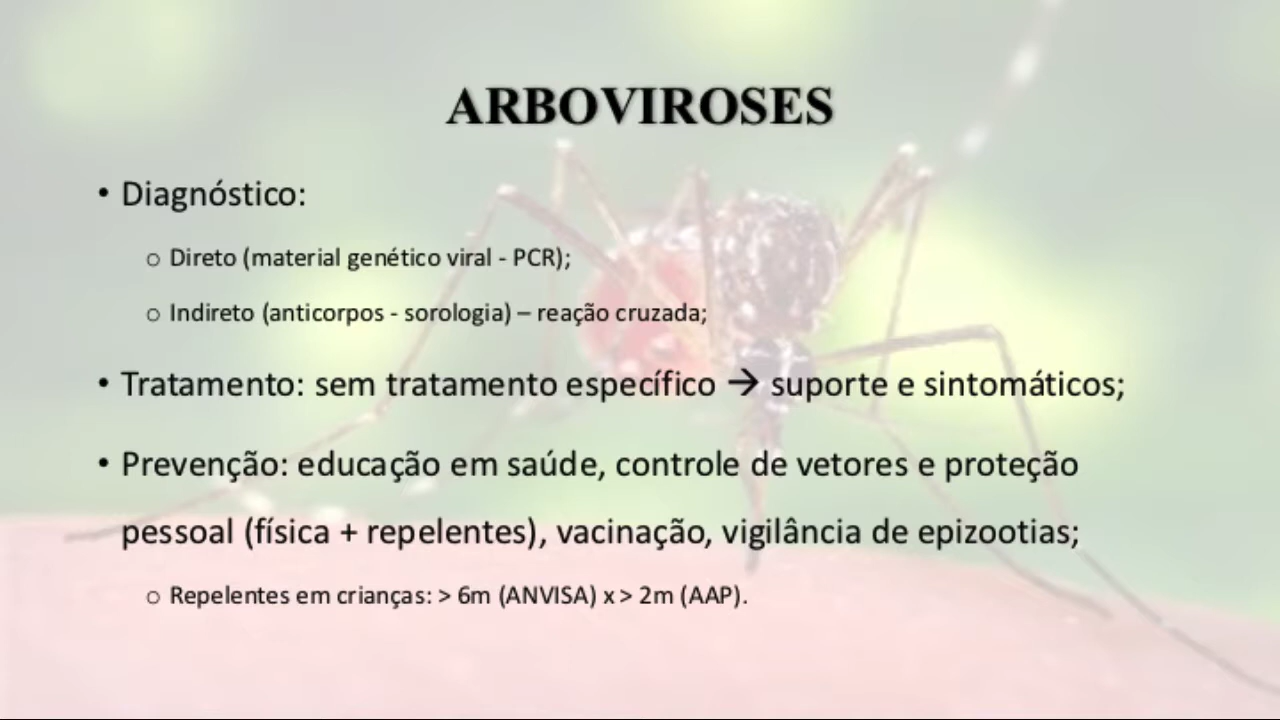 ARBOVIROSES
• Diagnóstico:
o Direto (material genético viral - PCR);
o Indireto (anticorpos - sorologia) – reação cruzada;
• Tratamento: sem tratamento específico → suporte e sintomáticos;
• Prevenção: educação em saúde, controle de vetores e proteção
pessoal (física + repelentes), vacinação, vigilância de epizootias;
o Repelentes em crianças: > 6m (ANVISA) x > 2m (AAP).